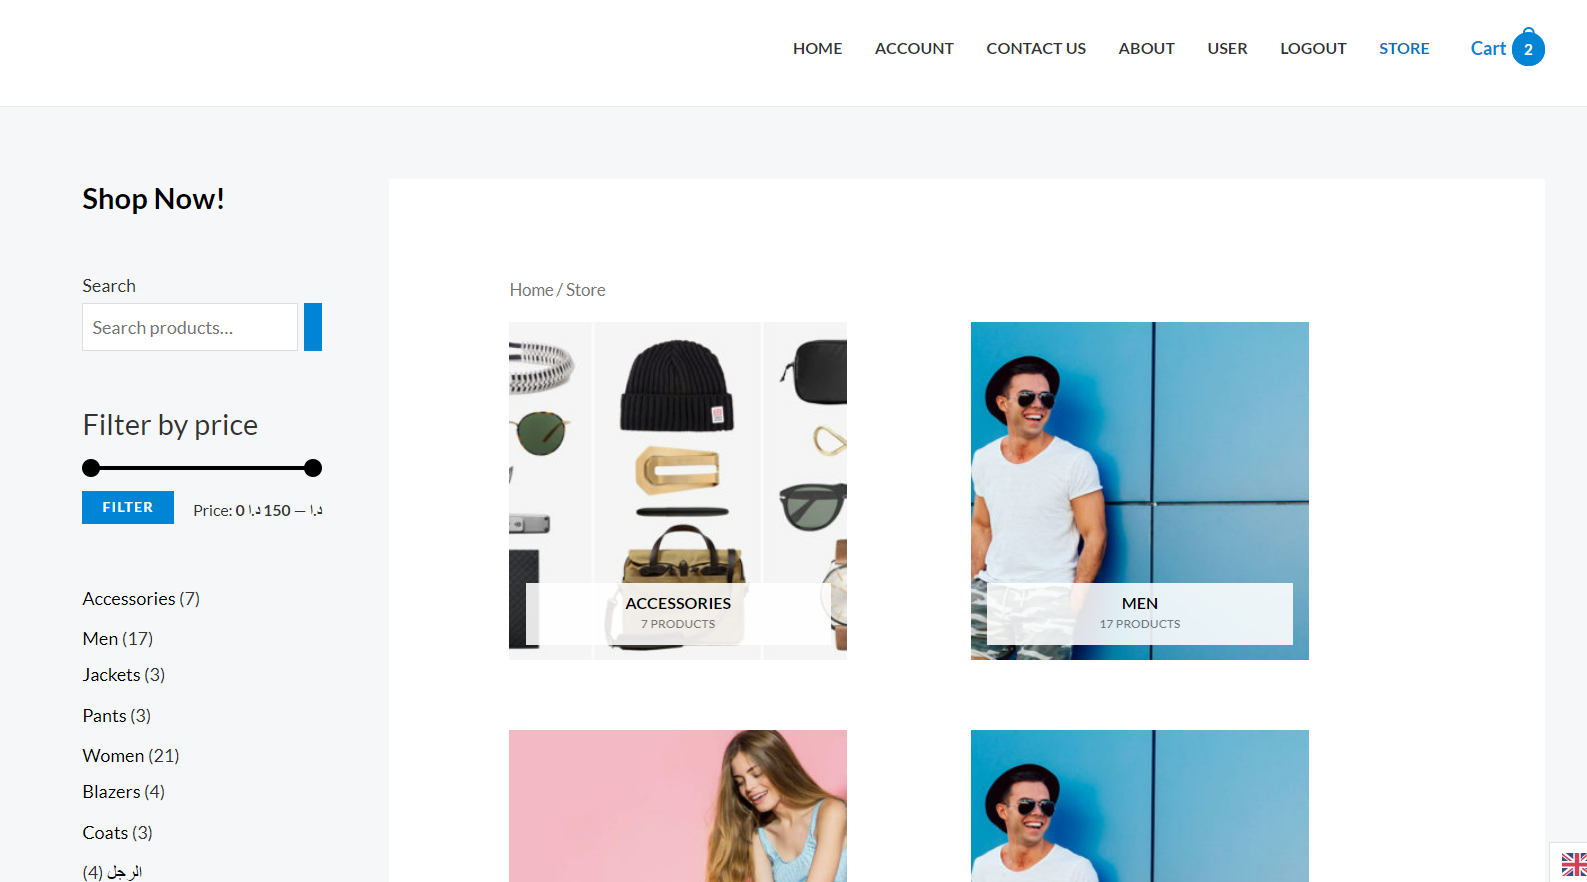 HOME ACCOUNT CONTACT US ABOUT USER LOGOUT STORE Cart 2
Shop Now!
Search
Search products...
Filter by price
FILTER Price: 0 د.ا — 150 د.ا
Accessories (7)
Men (17)
Jackets (3)
Pants (3)
Women (21)
Blazers (4)
Coats (3)
الرجل (4)
Home / Store
ACCESSORIES
7 PRODUCTS
MEN
17 PRODUCTS